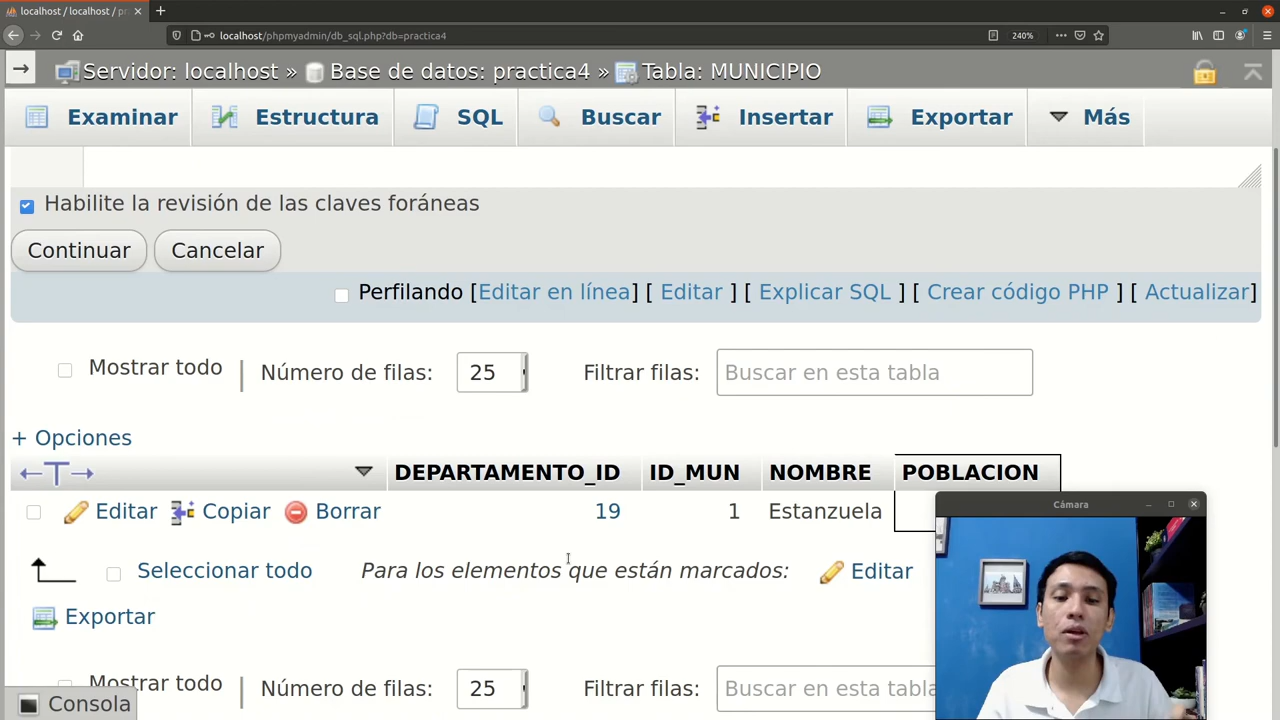 localhost / localhost / pr
localhost/phpmyadmin/db_sql.php?db=practica4
240%
Servidor: localhost » Base de datos: practica4 » Tabla: MUNICIPIO
Examinar Estructura SQL Buscar Insertar Exportar Más
Habilite la revisión de las claves foráneas
Continuar Cancelar
Perfilando [Editar en línea] [ Editar ] [ Explicar SQL ] [ Crear código PHP ] [ Actualizar]
Mostrar todo Número de filas: 25 Filtrar filas: Buscar en esta tabla
+ Opciones
←T→ DEPARTAMENTO_ID ID_MUN NOMBRE POBLACION
Editar Copiar Borrar 19 1 Estanzuela
Cámara
Seleccionar todo Para los elementos que están marcados: Editar
Exportar
Mostrar todo Número de filas: 25 Filtrar filas: Buscar en esta tabla
Consola